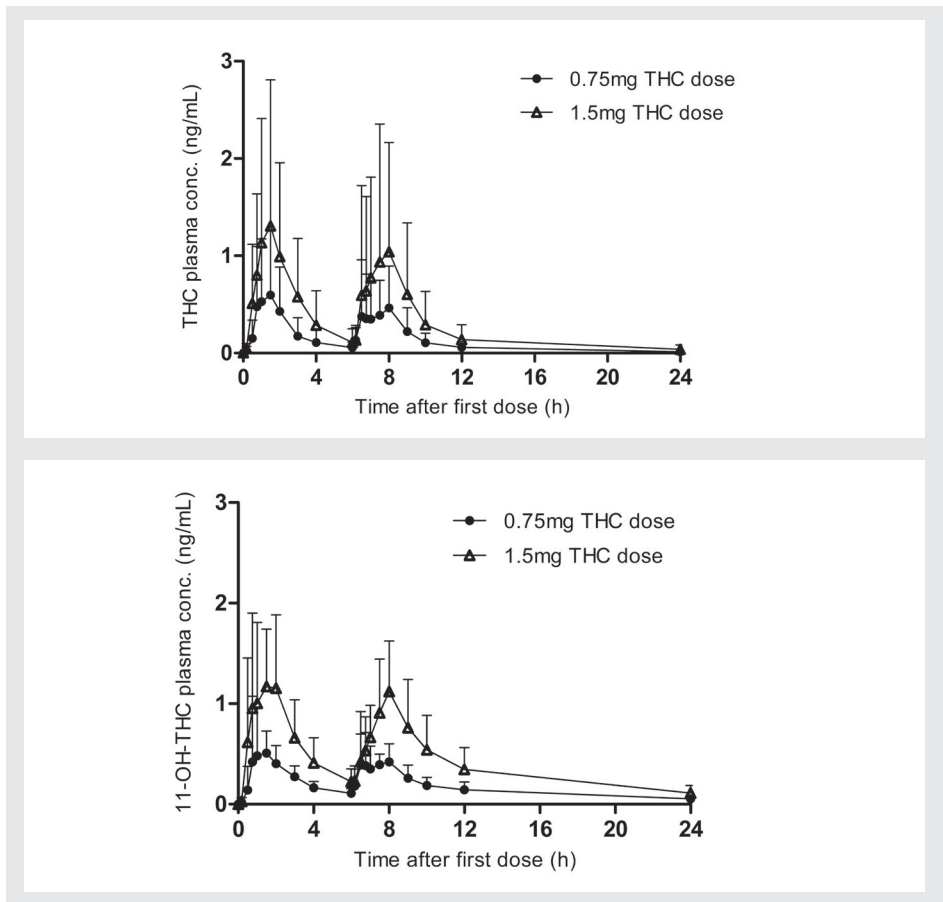 3
2
1
0
THC plasma conc. (ng/mL)
0.75mg THC dose
1.5mg THC dose
0 4 8 12 16 20 24
Time after first dose (h)
3
2
1
0
11-OH-THC plasma conc. (ng/mL)
0.75mg THC dose
1.5mg THC dose
0 4 8 12 16 20 24
Time after first dose (h)